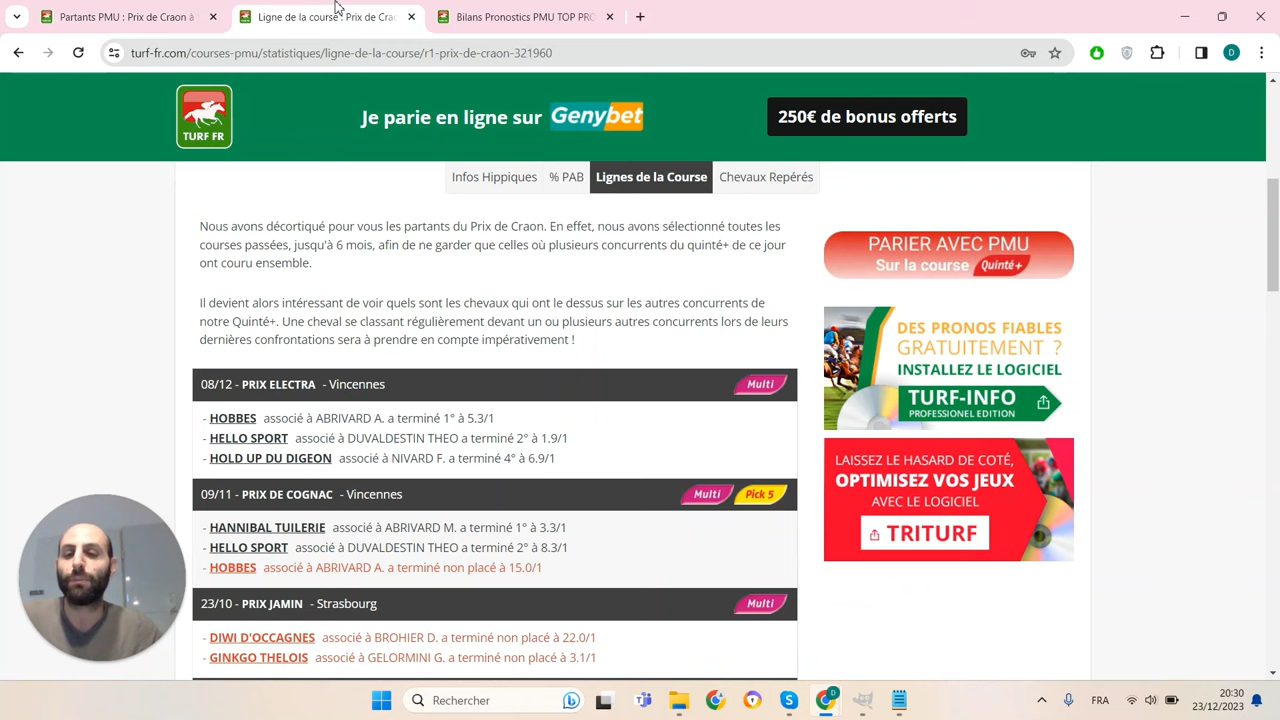 Partants PMU : Prix de Craon à
Ligne de la course : Prix de Crao
Bilans Pronostics PMU TOP PRO
turf-fr.com/courses-pmu/statistiques/ligne-de-la-course/r1-prix-de-craon-321960
D
TURF FR
Je parie en ligne sur Genybet
250€ de bonus offerts
Infos Hippiques % PAB Lignes de la Course Chevaux Repérés
Nous avons décortiqué pour vous les partants du Prix de Craon. En effet, nous avons sélectionné toutes les
courses passées, jusqu'à 6 mois, afin de ne garder que celles où plusieurs concurrents du quinté+ de ce jour
ont couru ensemble.
Il devient alors intéressant de voir quels sont les chevaux qui ont le dessus sur les autres concurrents de
notre Quinté+. Une cheval se classant régulièrement devant un ou plusieurs autres concurrents lors de leurs
dernières confrontations sera à prendre en compte impérativement !
08/12 - PRIX ELECTRA - Vincennes Multi
- HOBBES associé à ABRIVARD A. a terminé 1° à 5.3/1
- HELLO SPORT associé à DUVALDESTIN THEO a terminé 2° à 1.9/1
- HOLD UP DU DIGEON associé à NIVARD F. a terminé 4° à 6.9/1
09/11 - PRIX DE COGNAC - Vincennes Multi Pick 5
- HANNIBAL TUILERIE associé à ABRIVARD M. a terminé 1° à 3.3/1
- HELLO SPORT associé à DUVALDESTIN THEO a terminé 2° à 8.3/1
- HOBBES associé à ABRIVARD A. a terminé non placé à 15.0/1
23/10 - PRIX JAMIN - Strasbourg Multi
- DIWI D'OCCAGNES associé à BROHIER D. a terminé non placé à 22.0/1
- GINKGO THELOIS associé à GELORMINI G. a terminé non placé à 3.1/1
PARIER AVEC PMU
Sur la course Quinté+
DES PRONOS FIABLES
GRATUITEMENT ?
INSTALLEZ LE LOGICIEL
TURF-INFO
PROFESSIONEL EDITION
LAISSEZ LE HASARD DE COTÉ,
OPTIMISEZ VOS JEUX
AVEC LE LOGICIEL
TRITURF
Rechercher
D
FRA
20:30
23/12/2023